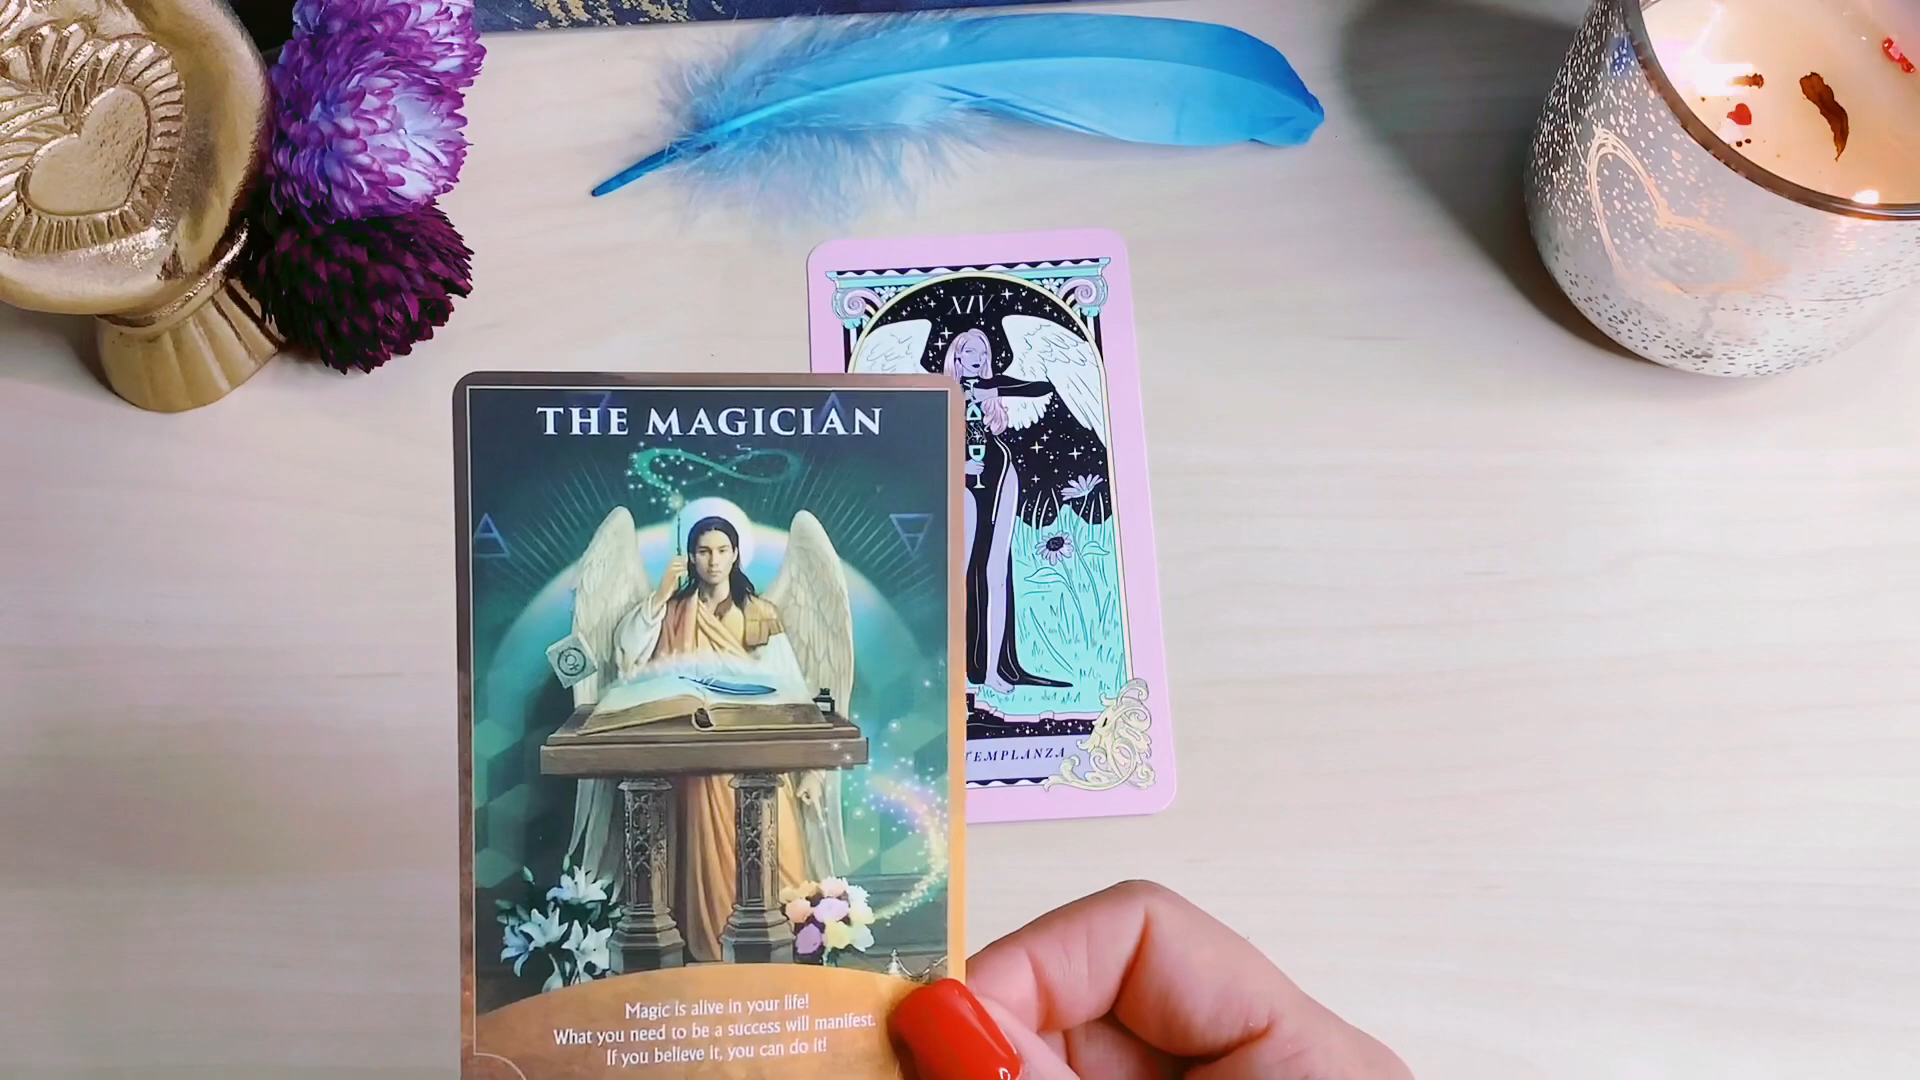 XIV
THE MAGICIAN
TEMPLANZA
Magic is alive in your life!
What you need to be a success will manifest.
If you believe it, you can do it!